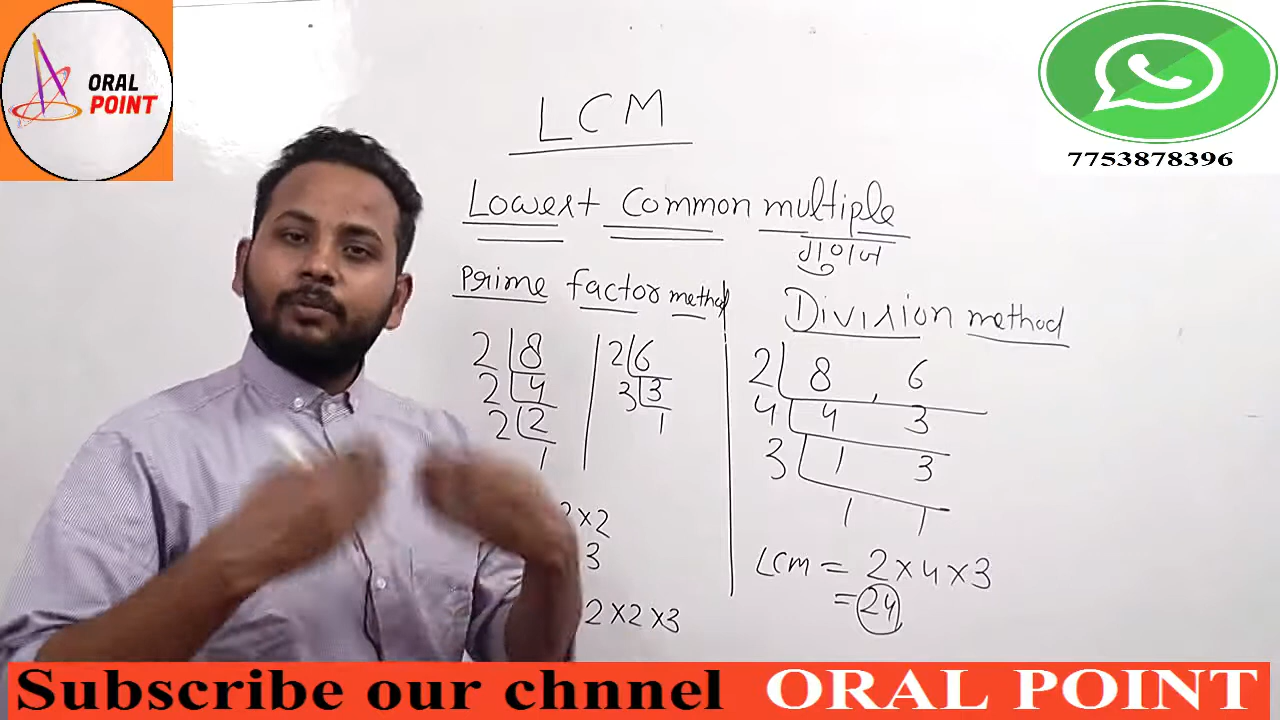 ORAL
POINT
7753878396
LCM
Lowest Common multiple
गुणज
Prime factor method
2 8
2 4
2 2
1
2 6
3 3
1
×2
3
2×2×3
Division method
2 8 , 6
4 4 3
3 1 3
1 1
LCM = 2×4×3
= 24
Subscribe our chnnel ORAL POINT